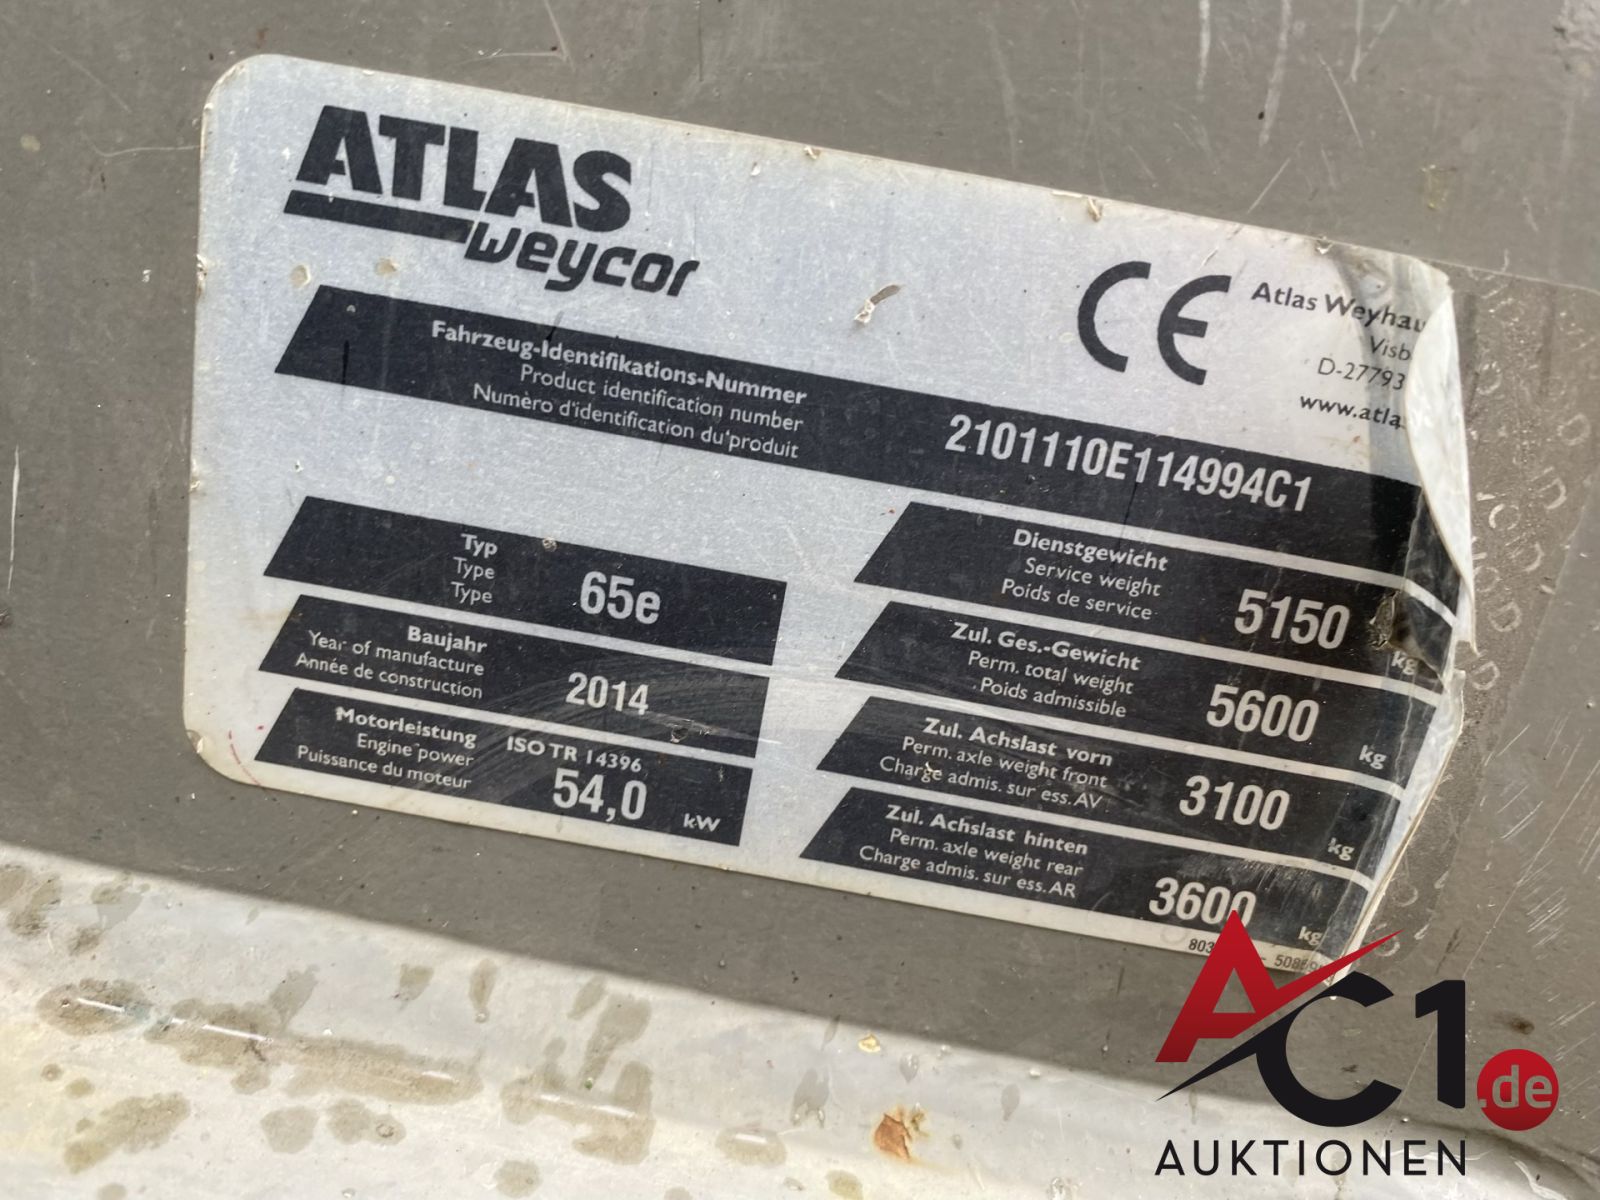 ATLAS
weycor
CE
Atlas
Visb
D-27793
Fahrzeug-Identifikations-Nummer
Product identification number
Numèro d'identification du produit
2101110E114994C1
Typ
Type
Type
65e
Baujahr
Year of manufacture
Année de construction
2014
Motorleistung
Engine power
Puissance du moteur
ISO TR 14396
54,0
kW
Dienstgewicht
Service weight
Poids de service
5150
kg
Zul. Ges.-Gewicht
Perm. total weight
Poids admissible
5600
kg
Zul. Achslast vorn
Perm. axle weight front
Charge admis. sur ess. AV
3100
kg
Zul. Achslast hinten
Perm. axle weight rear
Charge admis. sur ess. AR
3600
kg
AC1.de
AUKTIONEN